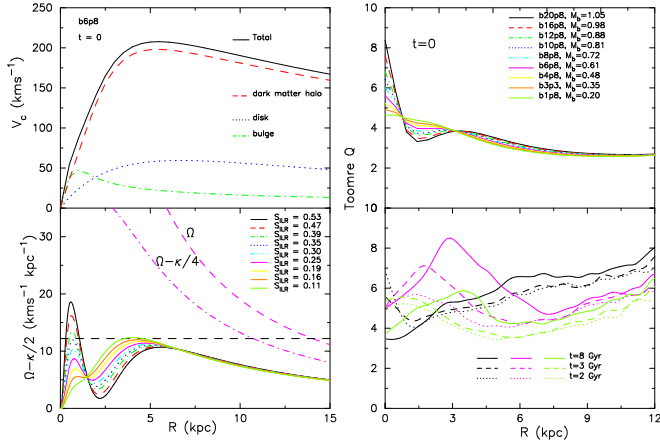 b6p8
t = 0
Total
dark matter halo
disk
bulge
250
200
150
100
50
0
V_c (kms⁻¹)
S_ILR = 0.53
S_ILR = 0.47
S_ILR = 0.39
S_ILR = 0.35
S_ILR = 0.30
S_ILR = 0.25
S_ILR = 0.19
S_ILR = 0.16
S_ILR = 0.11
Ω
Ω−κ/4
30
20
10
0
Ω−κ/2 (kms⁻¹ kpc⁻¹)
0 5 10 15
R (kpc)
t=0
b20p8, M_b=1.05
b16p8, M_b=0.98
b12p8, M_b=0.88
b10p8, M_b=0.81
b8p8, M_b=0.72
b6p8, M_b=0.61
b4p8, M_b=0.48
b3p3, M_b=0.35
b1p8, M_b=0.20
10
8
6
4
2
0
Toomre Q
10
8
6
4
2
0
t=8 Gyr
t=3 Gyr
t=2 Gyr
0 3 6 9 12
R (kpc)